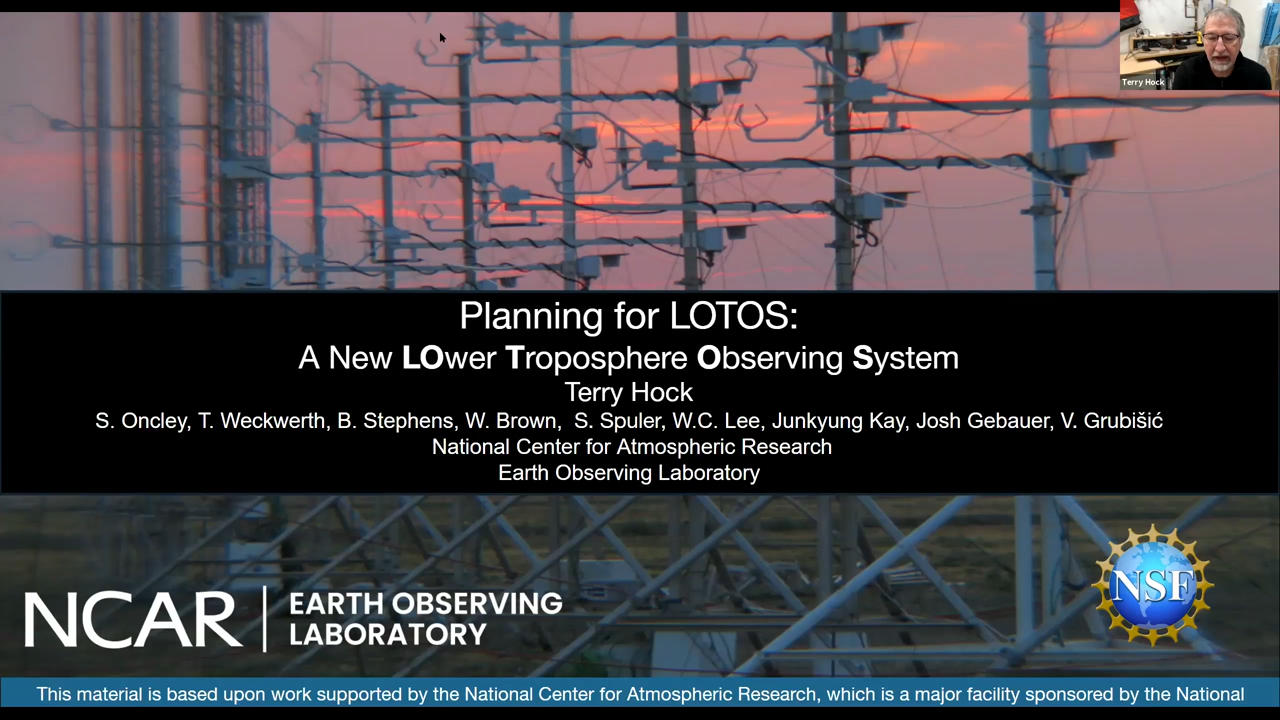 Terry Hock
Planning for LOTOS:
A New LOwer Troposphere Observing System
Terry Hock
S. Oncley, T. Weckwerth, B. Stephens, W. Brown,  S. Spuler, W.C. Lee, Junkyung Kay, Josh Gebauer, V. Grubišić
National Center for Atmospheric Research
Earth Observing Laboratory
NCAR
EARTH OBSERVING
LABORATORY
NSF
This material is based upon work supported by the National Center for Atmospheric Research, which is a major facility sponsored by the National